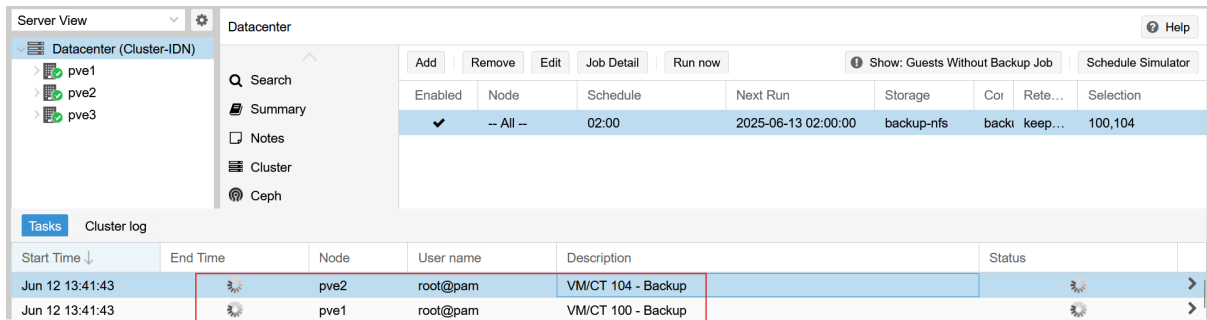 Server View
Datacenter
Help
Datacenter (Cluster-IDN)
pve1
pve2
pve3
Search
Summary
Notes
Cluster
Ceph
Add Remove Edit Job Detail Run now Show: Guests Without Backup Job Schedule Simulator
Enabled Node Schedule Next Run Storage Cor Rete... Selection
-- All -- 02:00 2025-06-13 02:00:00 backup-nfs backu keep... 100,104
Tasks Cluster log
Start Time End Time Node User name Description Status
Jun 12 13:41:43 pve2 root@pam VM/CT 104 - Backup
Jun 12 13:41:43 pve1 root@pam VM/CT 100 - Backup